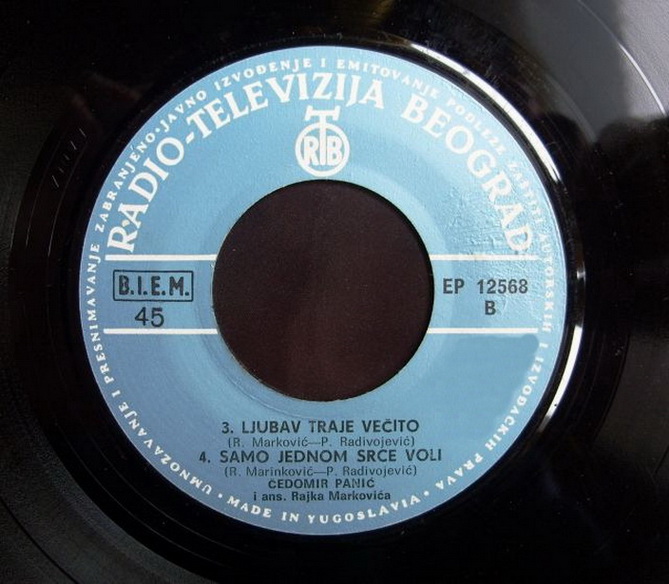 UMNOŽAVANJE I PRESNIMAVANJE ZABRANJENO·JAVNO IZVOĐENJE I EMITOVANJE PODLEŽE ZAŠTITI AUTORSKIH I IZVOĐAČKIH PRAVA
RADIO-TELEVIZIJA BEOGRAD
RTB
B.I.E.M.
45
EP 12568
B
3. LJUBAV TRAJE VEČITO
(R. Marković—P. Radivojević)
4. SAMO JEDNOM SRCE VOLI
(R. Marinković—P. Radivojević)
ČEDOMIR PANIĆ
i ans. Rajka Markovića
· MADE IN YUGOSLAVIA ·